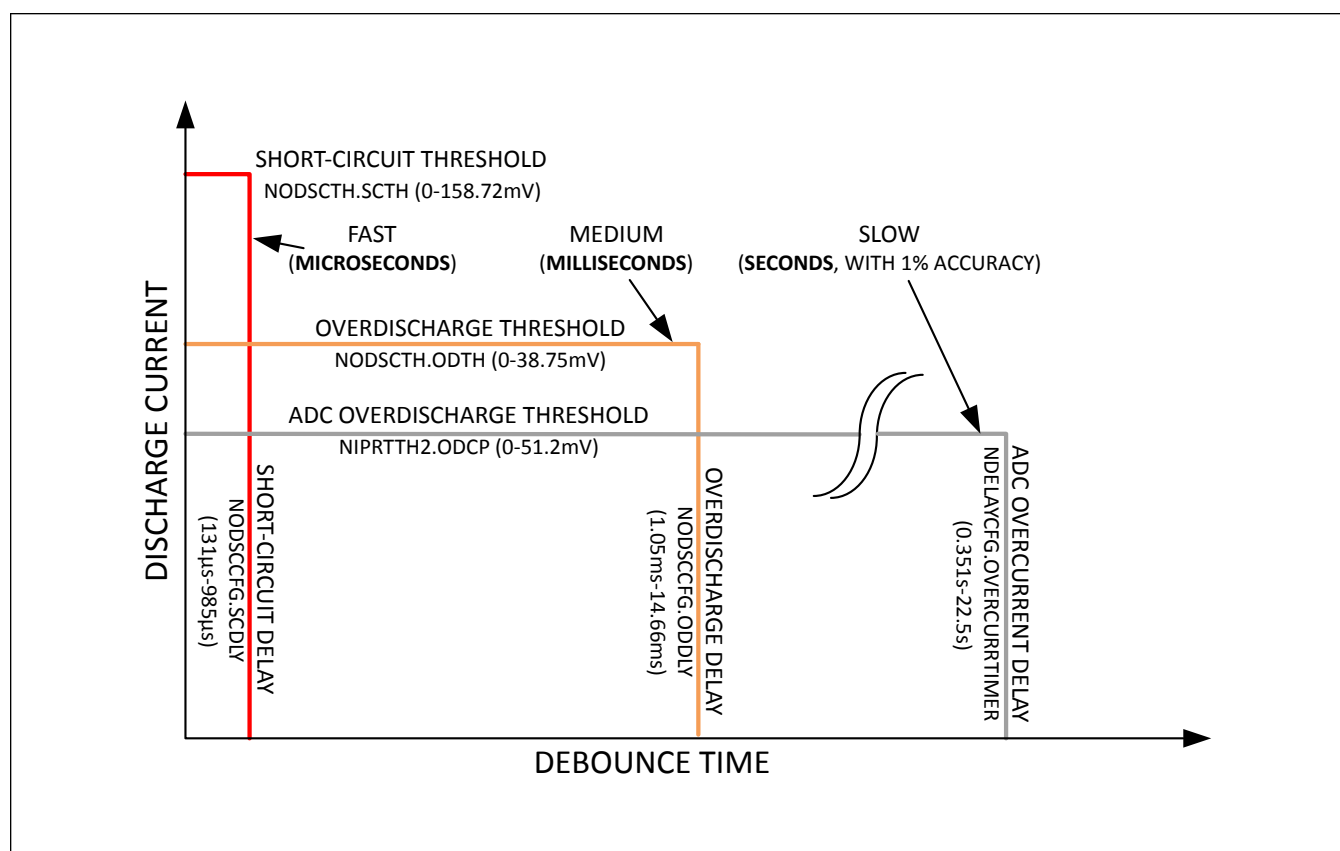 SHORT-CIRCUIT THRESHOLD
NODSCTH.SCTH (0-158.72mV)
FAST
(MICROSECONDS)
MEDIUM
(MILLISECONDS)
SLOW
(SECONDS, WITH 1% ACCURACY)
OVERDISCHARGE THRESHOLD
NODSCTH.ODTH (0-38.75mV)
ADC OVERDISCHARGE THRESHOLD
NIPRTTH2.ODCP (0-51.2mV)
DISCHARGE CURRENT
SHORT-CIRCUIT DELAY
NODSCCFG.SCDLY
(131µs-985µs)
OVERDISCHARGE DELAY
NODSCCFG.ODDLY
(1.05ms-14.66ms)
ADC OVERCURRENT DELAY
NDELAYCFG.OVERCURRTIMER
(0.351s-22.5s)
DEBOUNCE TIME